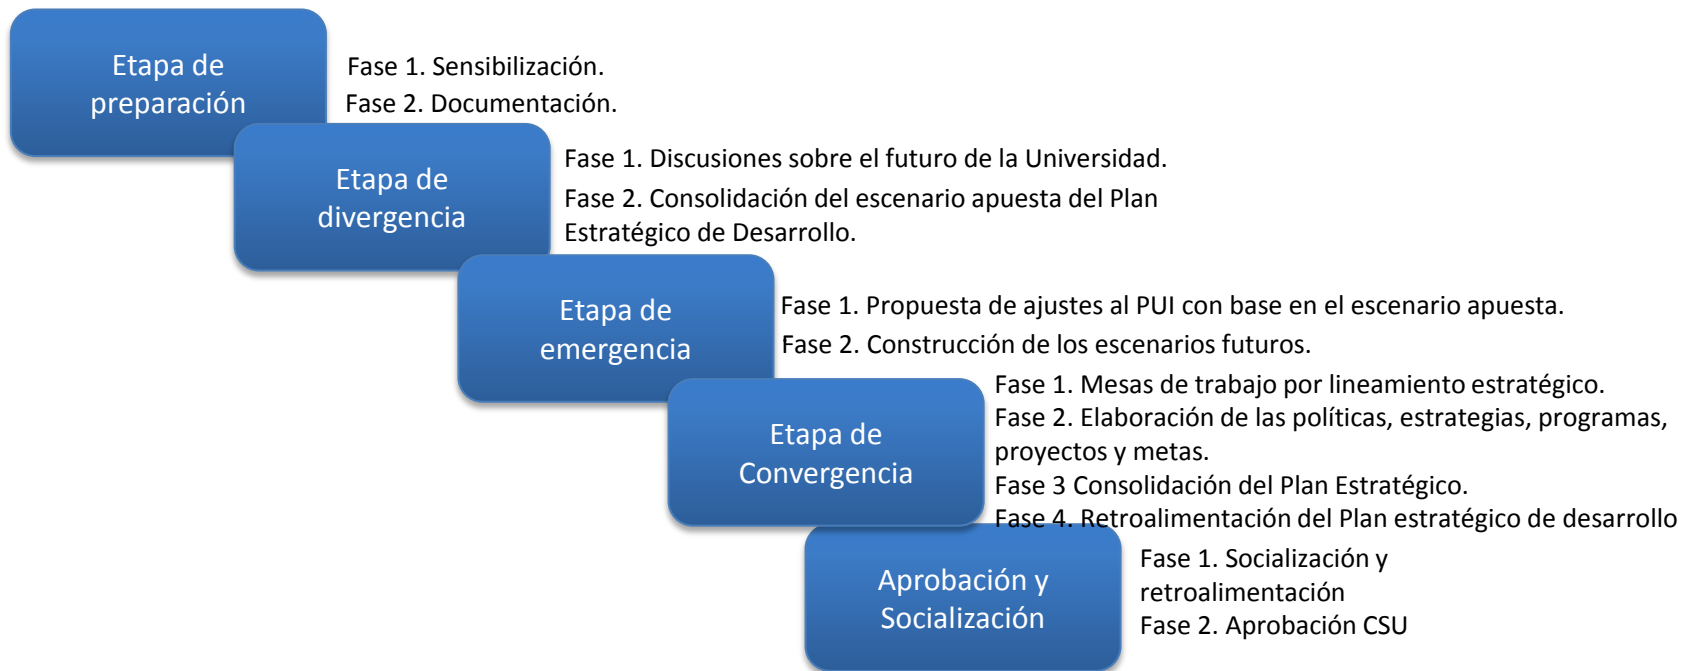 Etapa de
preparación
Fase 1. Sensibilización.
Fase 2. Documentación.
Etapa de
divergencia
Fase 1. Discusiones sobre el futuro de la Universidad.
Fase 2. Consolidación del escenario apuesta del Plan
Estratégico de Desarrollo.
Etapa de
emergencia
Fase 1. Propuesta de ajustes al PUI con base en el escenario apuesta.
Fase 2. Construcción de los escenarios futuros.
Etapa de
Convergencia
Fase 1. Mesas de trabajo por lineamiento estratégico.
Fase 2. Elaboración de las políticas, estrategias, programas,
proyectos y metas.
Fase 3 Consolidación del Plan Estratégico.
Fase 4. Retroalimentación del Plan estratégico de desarrollo
Aprobación y
Socialización
Fase 1. Socialización y
retroalimentación
Fase 2. Aprobación CSU